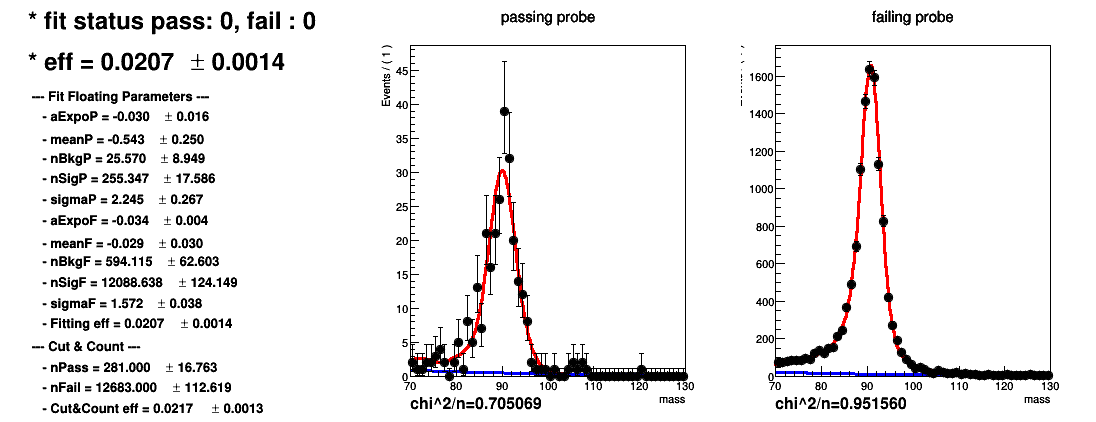 * fit status pass: 0, fail : 0
* eff = 0.0207 ± 0.0014
--- Fit Floating Parameters ---
- aExpoP = -0.030 ± 0.016
- meanP = -0.543 ± 0.250
- nBkgP = 25.570 ± 8.949
- nSigP = 255.347 ± 17.586
- sigmaP = 2.245 ± 0.267
- aExpoF = -0.034 ± 0.004
- meanF = -0.029 ± 0.030
- nBkgF = 594.115 ± 62.603
- nSigF = 12088.638 ± 124.149
- sigmaF = 1.572 ± 0.038
- Fitting eff = 0.0207 ± 0.0014
--- Cut & Count ---
- nPass = 281.000 ± 16.763
- nFail = 12683.000 ± 112.619
- Cut&Count eff = 0.0217 ± 0.0013
passing probe
Events / ( 1 )
45
40
35
30
25
20
15
10
5
0
70 80 90 100 110 120 130
mass
chi^2/n=0.705069
failing probe
1600
1400
1200
1000
800
600
400
200
0
70 80 90 100 110 120 130
mass
chi^2/n=0.951560